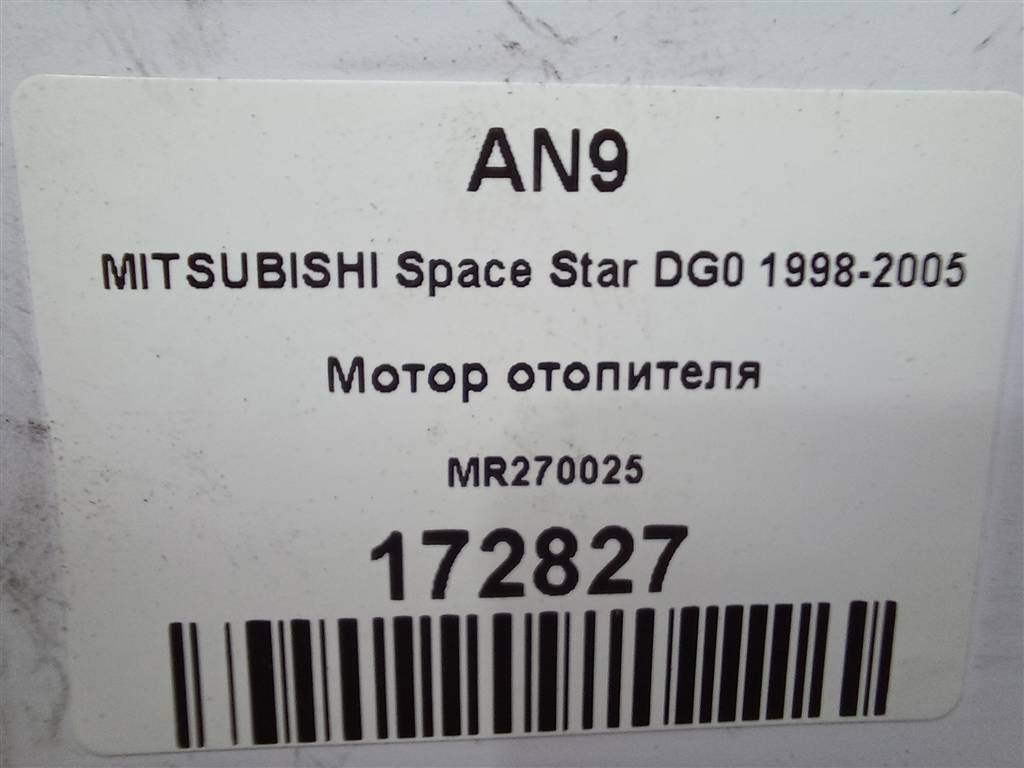 AN9
MITSUBISHI Space Star DG0 1998-2005
Мотор отопителя
MR270025
172827